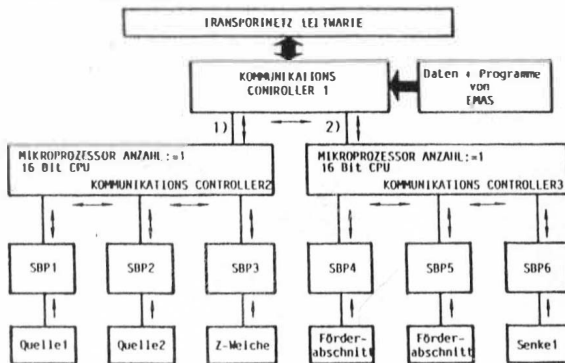 TRANSPORTNETZ LEITWARTE
KOMMUNIKATIONS
CONTROLLER 1
Daten + Programme
von
EMAS
1)
2)
MIKROPROZESSOR ANZAHL:=1
16 Bit CPU
KOMMUNIKATIONS CONTROLLER2
MIKROPROZESSOR ANZAHL:=1
16 Bit CPU
KOMMUNIKATIONS CONTROLLER3
SBP1
SBP2
SBP3
SBP4
SBP5
SBP6
Quelle1
Quelle2
Z-Weiche
Förder-
abschnitt
Förder-
abschnitt
Senke1